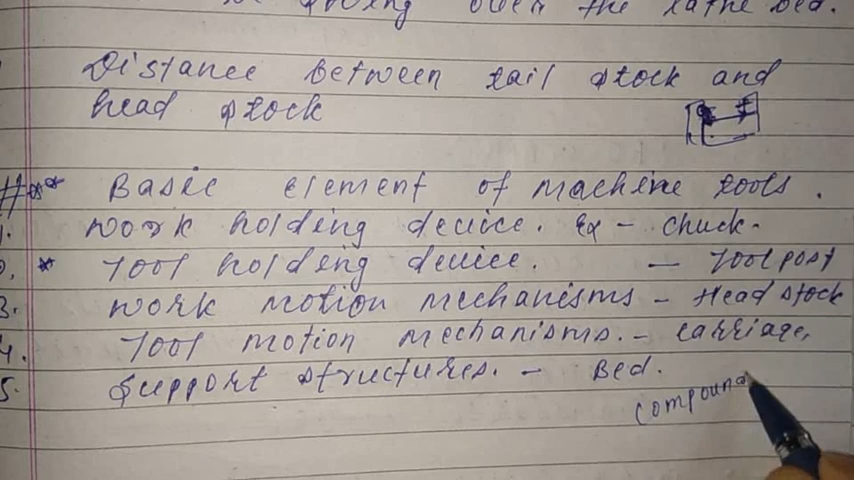 over the lathe bed.
Distance between tail stock and
head stock
# ** Basic element of machine tools.
1. work holding device. Ex - chuck.
2. * Tool holding device. - Tool post
3. Work motion mechanisms - Head stock
4. Tool motion mechanisms. - carriage,
5. Support structures. - Bed.
Compound